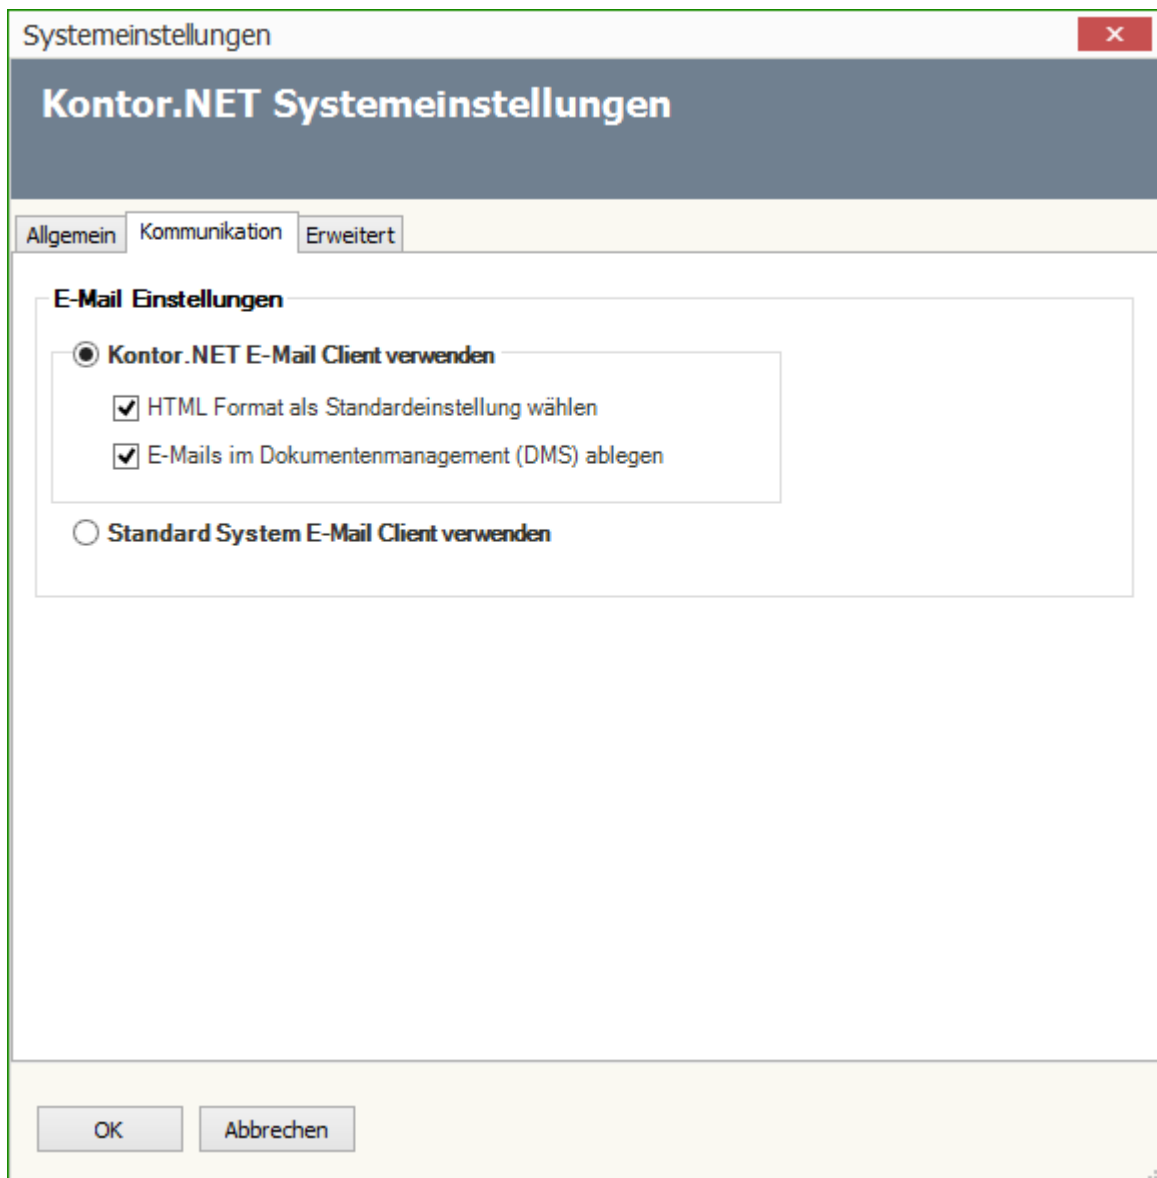 Systemeinstellungen
Kontor.NET Systemeinstellungen
Allgemein Kommunikation Erweitert
E-Mail Einstellungen
Kontor.NET E-Mail Client verwenden
HTML Format als Standardeinstellung wählen
E-Mails im Dokumentenmanagement (DMS) ablegen
Standard System E-Mail Client verwenden
OK Abbrechen